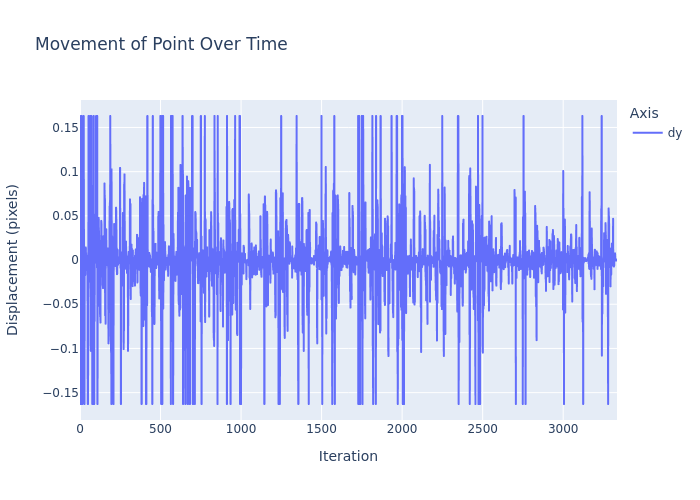 Movement of Point Over Time
Axis
dy
0.15
0.1
0.05
0
−0.05
−0.1
−0.15
Displacement (pixels)
0 500 1000 1500 2000 2500 3000
Iteration